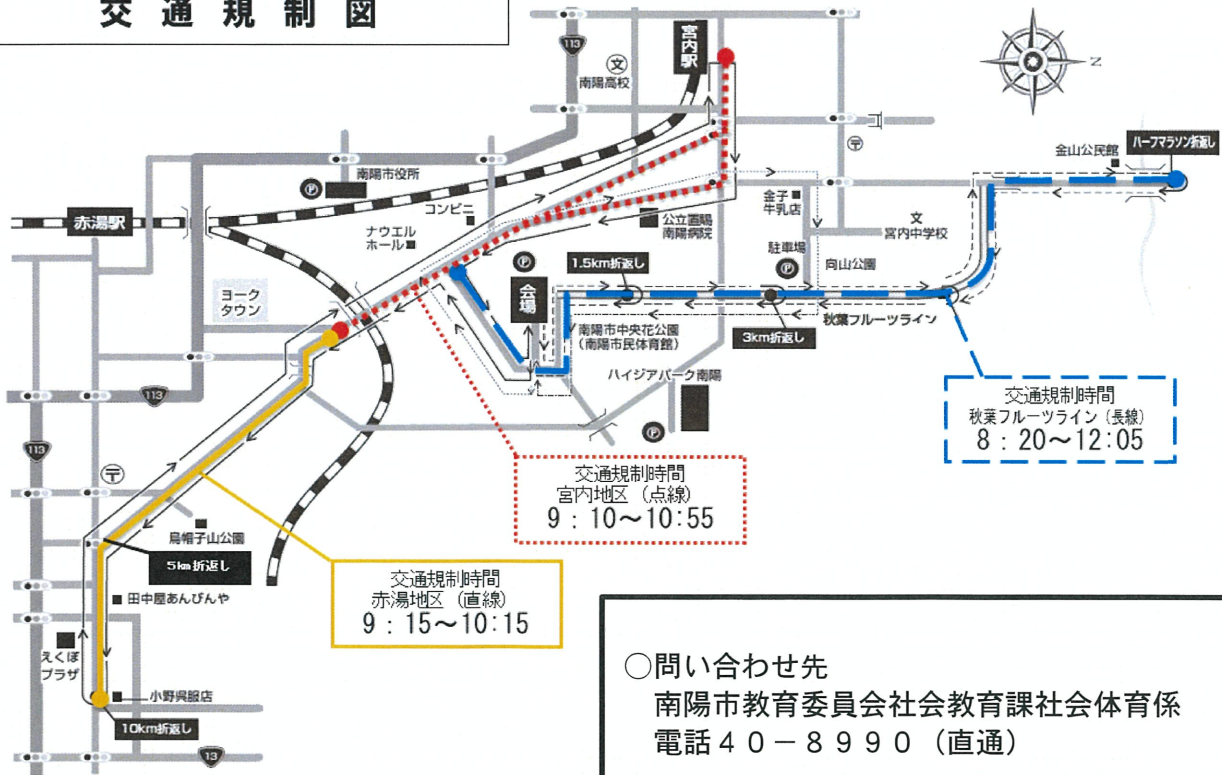 交通規制図
113
宮内駅
文
南陽高校
N
ハーフマラソン折返し
金山公民館
〒
南陽市役所
P
赤湯駅
コンビニ
ナウエル
ホール
公立置賜
南陽病院
金子
牛乳店
文
宮内中学校
駐車場
P
向山公園
P
会場
1.5km折返し
ヨーク
タウン
南陽市中央花公園
(南陽市民体育館)
3km折返し
秋葉フルーツライン
ハイジアパーク南陽
P
113
113
交通規制時間
秋葉フルーツライン(長線)
8：20～12:05
交通規制時間
宮内地区 (点線)
9：10～10:55
〒
烏帽子山公園
5km折返し
交通規制時間
赤湯地区 (直線)
9：15～10:15
田中屋あんびんや
えくぼ
プラザ
小野呉服店
10km折返し
13
○問い合わせ先
南陽市教育委員会社会教育課社会体育係
電話40－8990（直通）